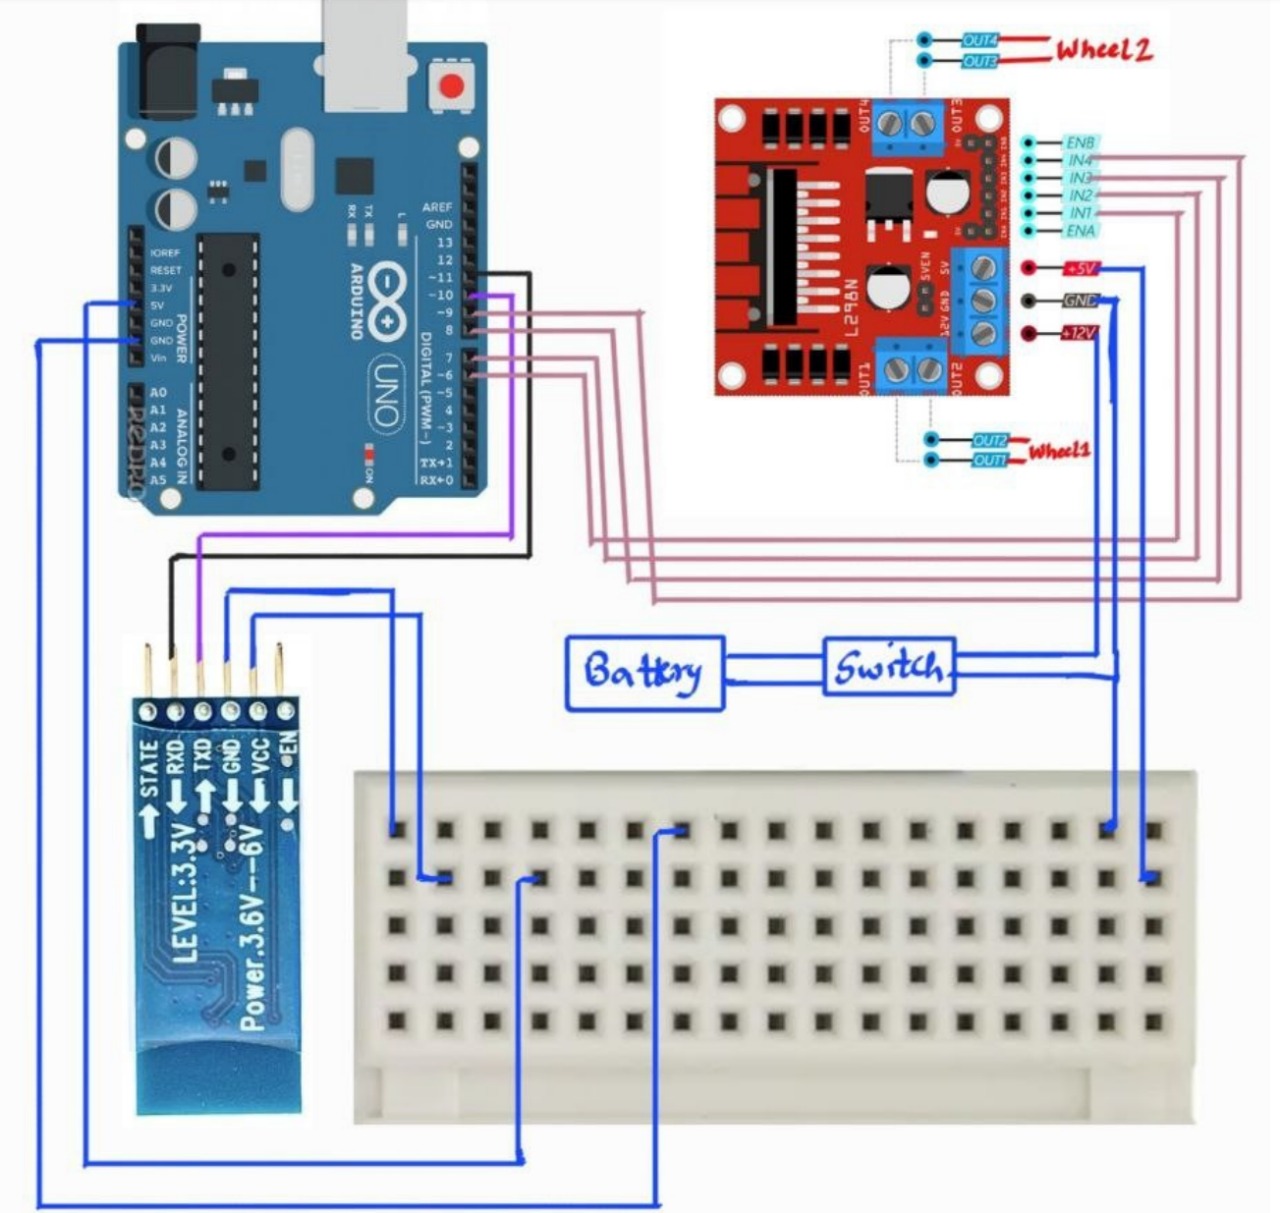 OUT4
OUT3
Wheel2
OUT4
OUT3
ENB
IN4
IN3
IN2
IN1
ENA
+5V
GND
+12V
5VEN
5V
12V GND
L298N
OUT1
OUT2
OUT2
OUT1
Wheel1
AREF
GND
13
12
~11
~10
~9
8
7
~6
~5
4
~3
2
TX→1
RX←0
DIGITAL (PWM~)
RX
TX
L
ARDUINO
UNO
ON
IOREF
RESET
3.3V
5V
GND
GND
Vin
POWER
A0
A1
A2
A3
A4
A5
ANALOG IN
Battery
Switch
STATE
RXD
TXD
GND
VCC
EN
LEVEL:3.3V
Power.3.6V--6V